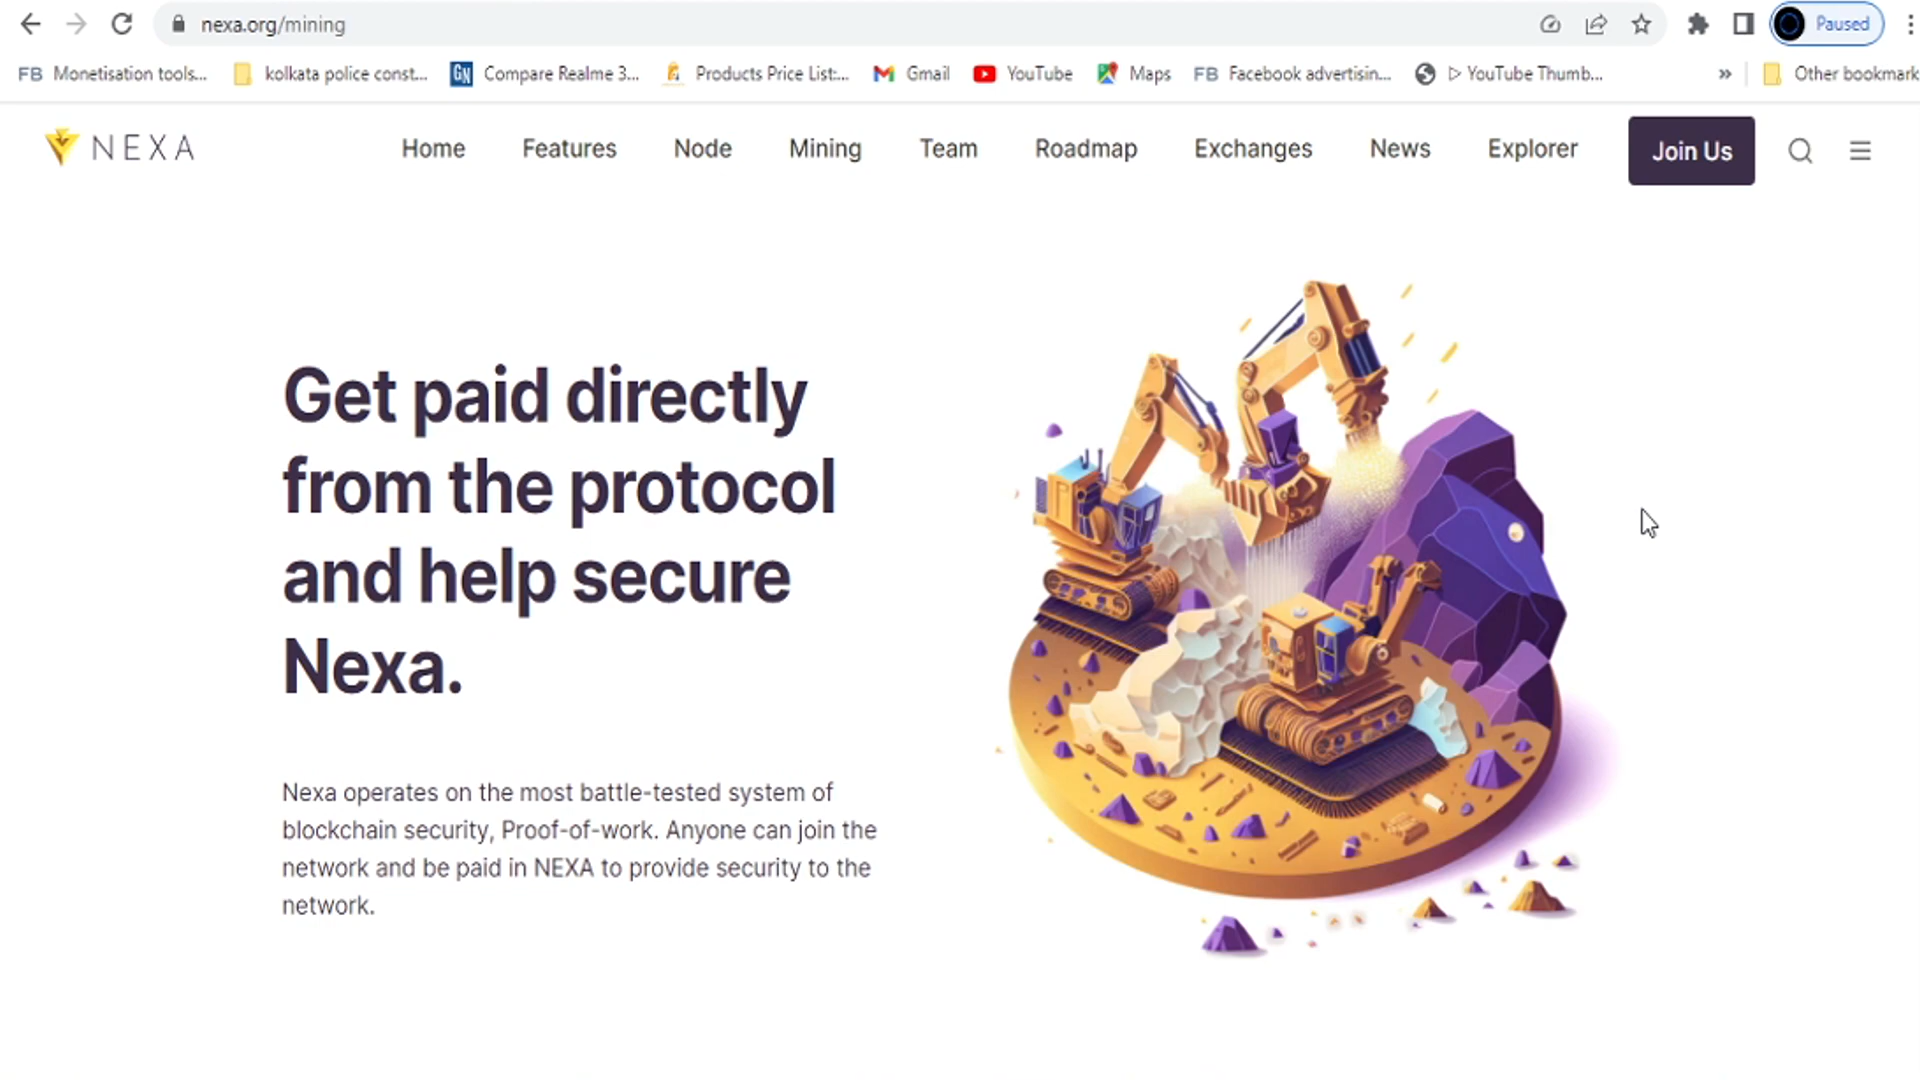 nexa.org/mining
Paused
FB Monetisation tools...
kolkata police const...
GN Compare Realme 3...
Products Price List:...
Gmail
YouTube
Maps
FB Facebook advertisin...
▷ YouTube Thumb...
»
Other bookmark
NEXA
Home
Features
Node
Mining
Team
Roadmap
Exchanges
News
Explorer
Join Us
Get paid directly
from the protocol
and help secure
Nexa.
Nexa operates on the most battle-tested system of
blockchain security, Proof-of-work. Anyone can join the
network and be paid in NEXA to provide security to the
network.